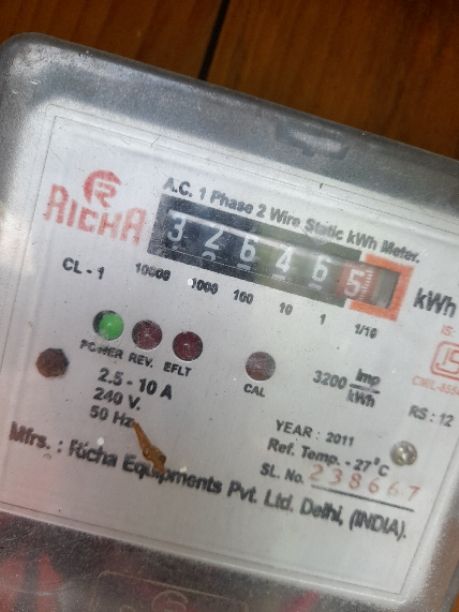 A.C. 1 Phase 2 Wire Static kWh Meter.
RICHA
3 2 6 4 6 5
kWh
CL - 1
10000 1000 100 10 1 1/10
POWER REV. EFLT
CAL
3200 imp/kWh
2.5 - 10 A
240 V.
50 Hz.
RS : 12
YEAR : 2011
Ref. Temp. - 27°C
SL. No. 238667
Mfrs. : Richa Equipments Pvt. Ltd. Delhi, (INDIA).